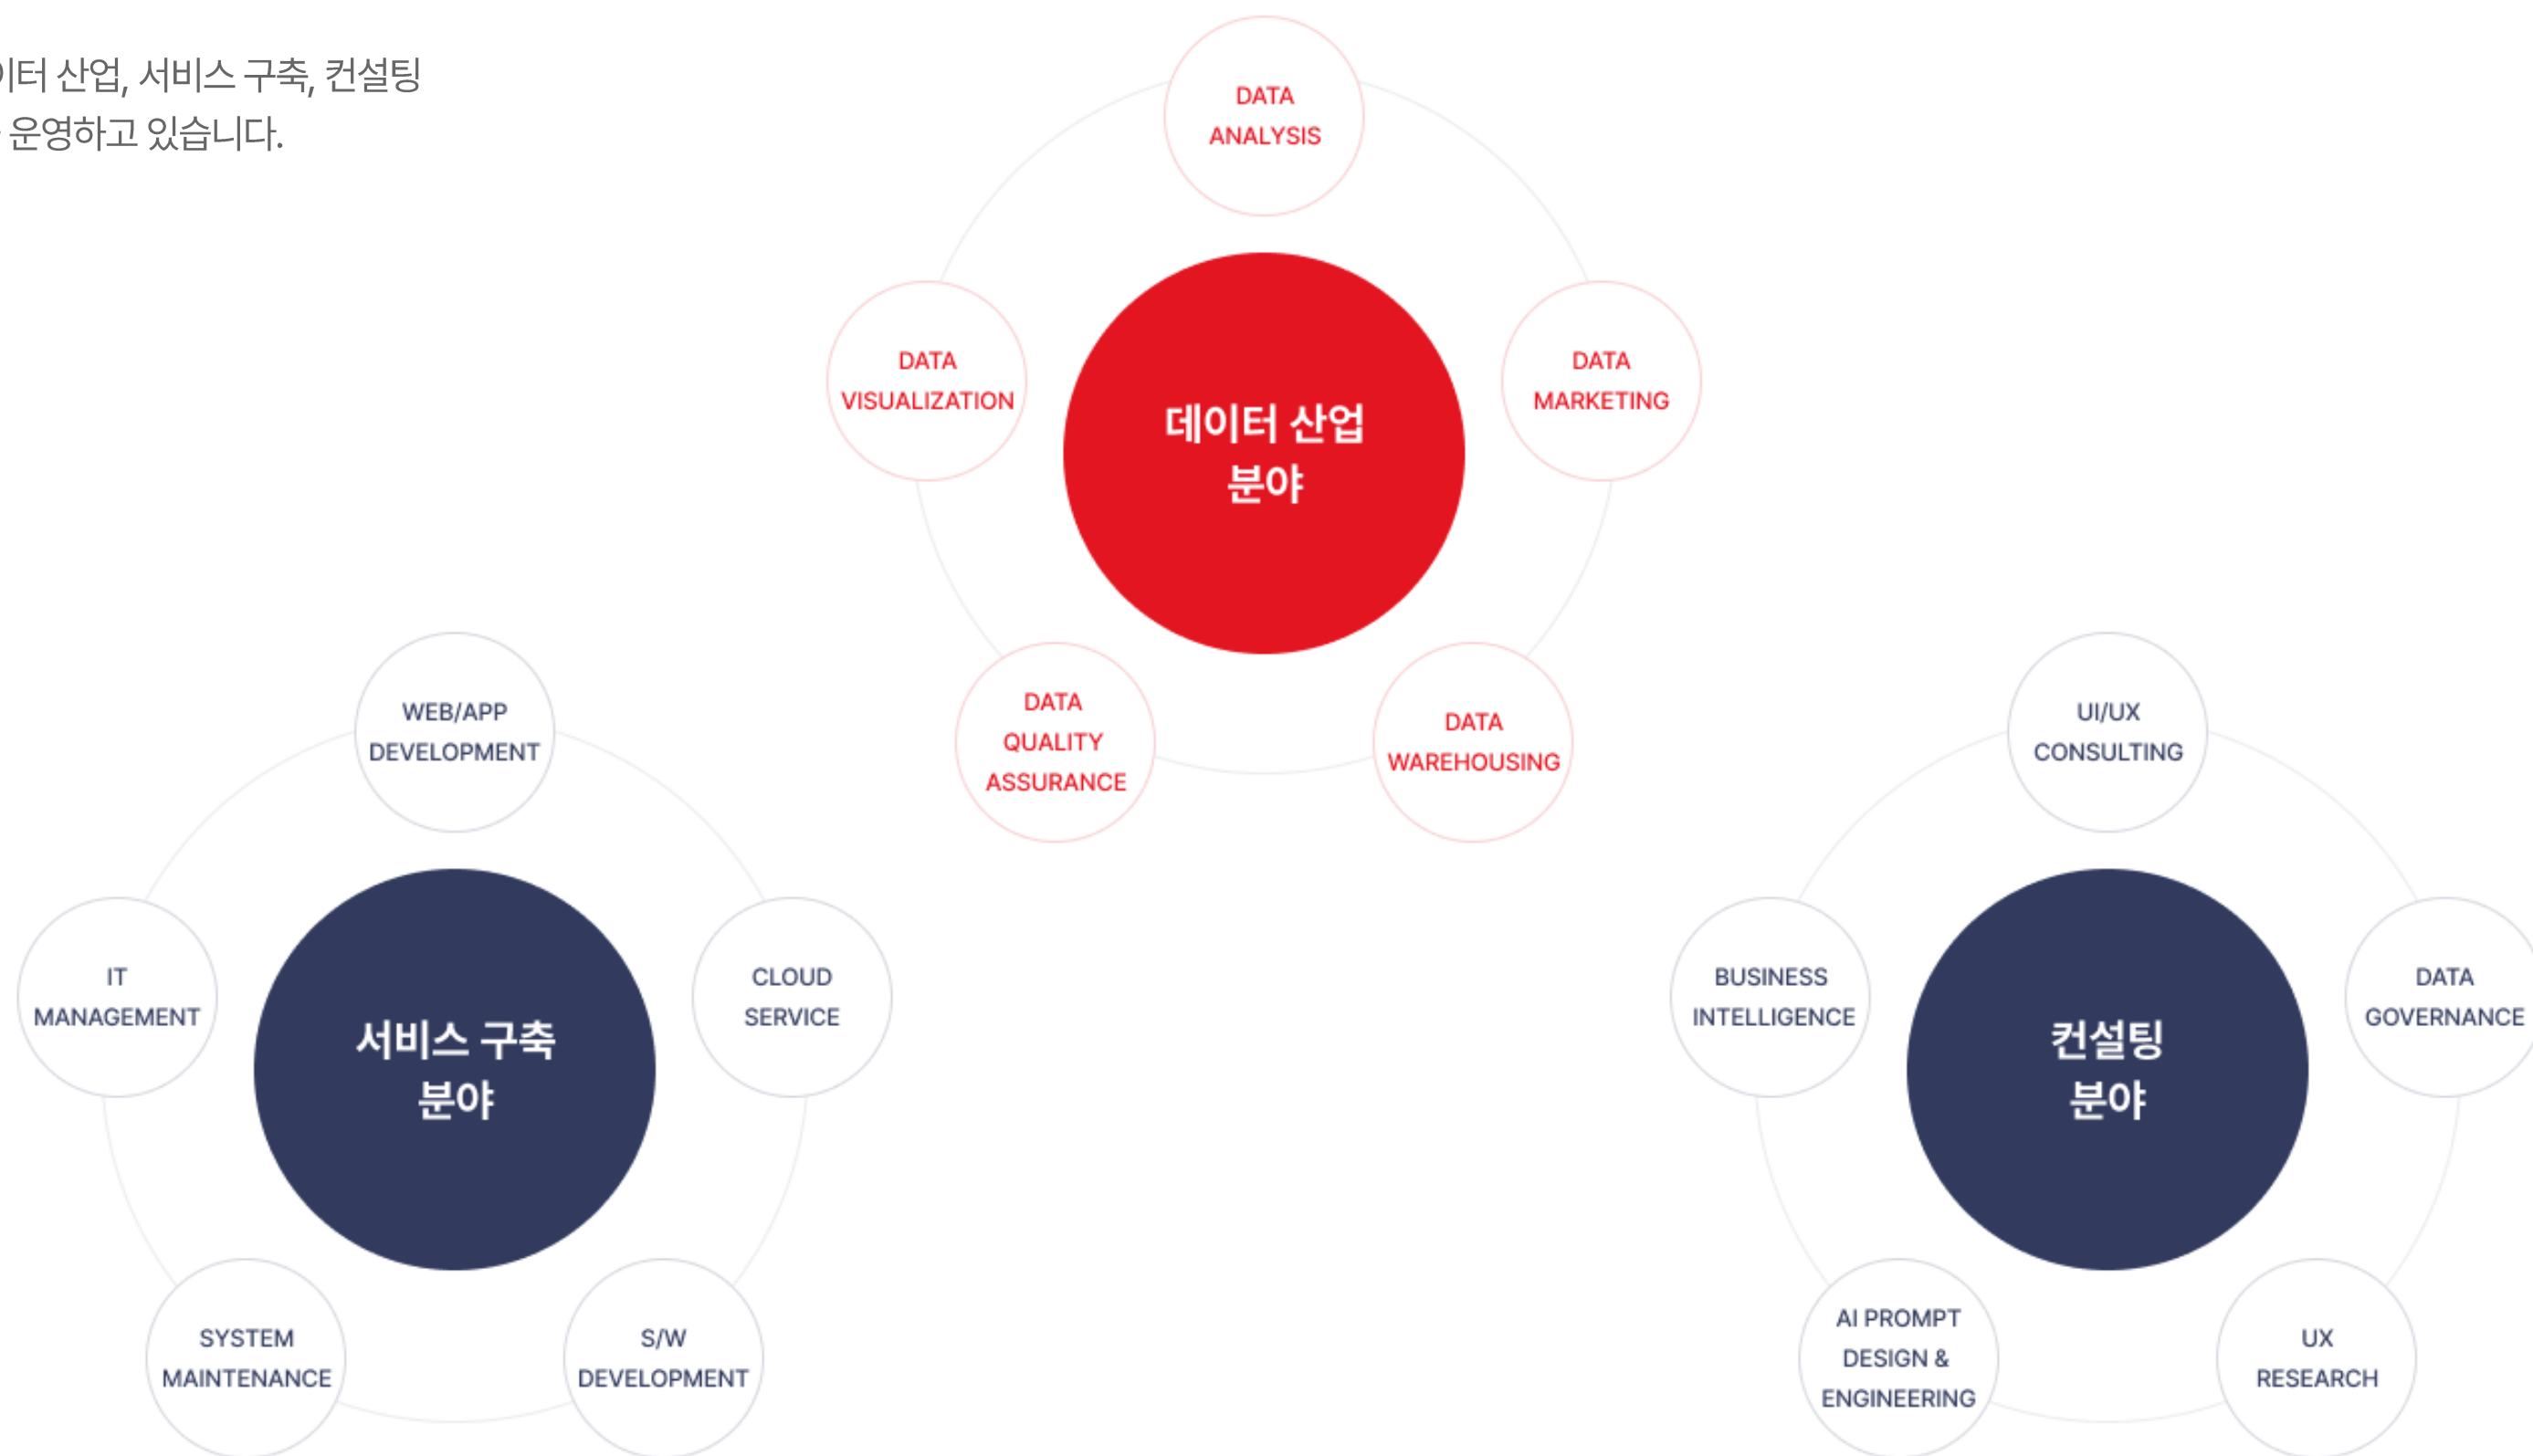 이터 산업, 서비스 구축, 컨설팅
운영하고 있습니다.
DATA
ANALYSIS
DATA
VISUALIZATION
DATA
MARKETING
데이터 산업
분야
DATA
QUALITY
ASSURANCE
DATA
WAREHOUSING
WEB/APP
DEVELOPMENT
IT
MANAGEMENT
CLOUD
SERVICE
서비스 구축
분야
SYSTEM
MAINTENANCE
S/W
DEVELOPMENT
UI/UX
CONSULTING
BUSINESS
INTELLIGENCE
DATA
GOVERNANCE
컨설팅
분야
AI PROMPT
DESIGN &
ENGINEERING
UX
RESEARCH